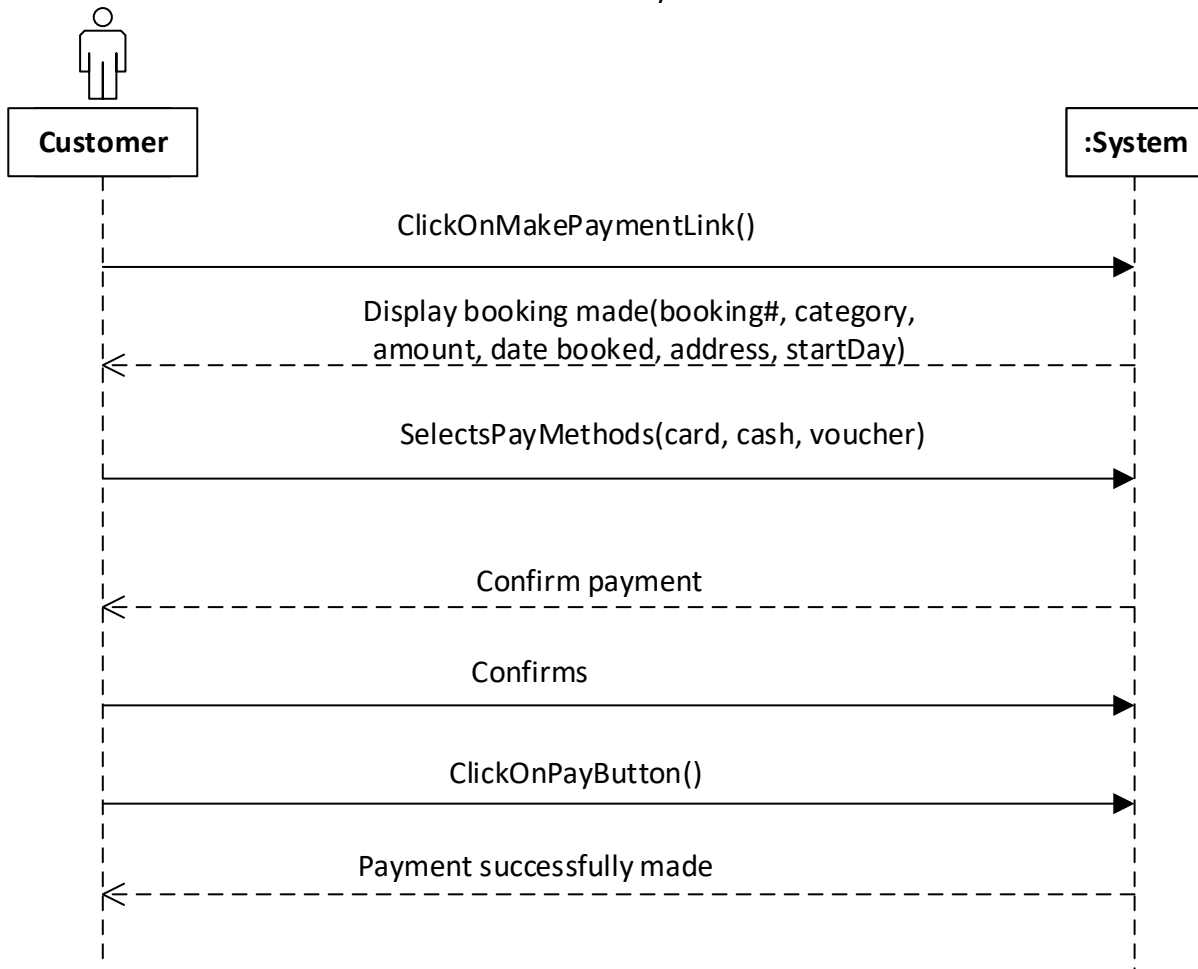 Customer
:System
ClickOnMakePaymentLink()
Display booking made(booking#, category,
amount, date booked, address, startDay)
SelectsPayMethods(card, cash, voucher)
Confirm payment
Confirms
ClickOnPayButton()
Payment successfully made